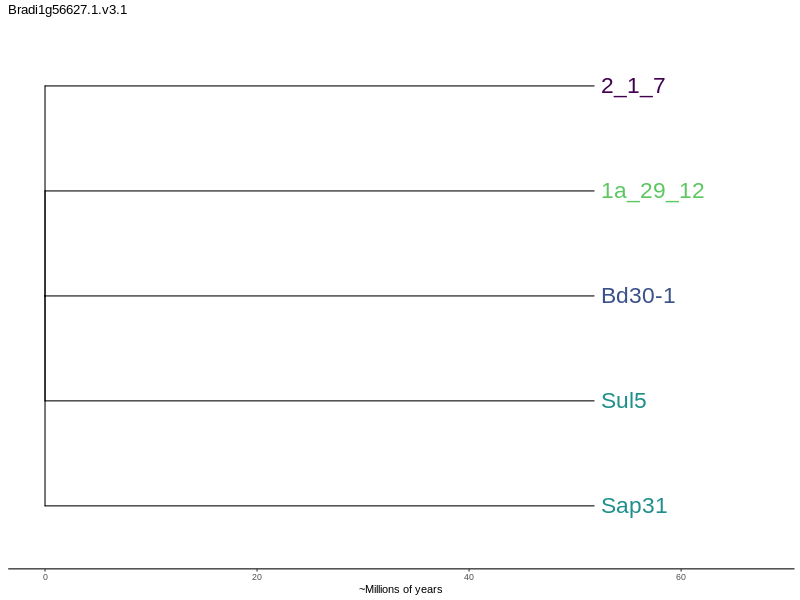 Bradi1g56627.1.v3.1
2_1_7
1a_29_12
Bd30-1
Sul5
Sap31
0 20 40 60
~Millions of years